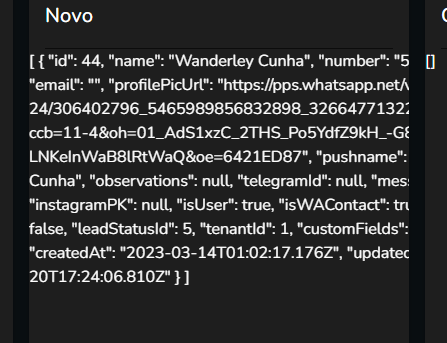 Novo
[ { "id": 44, "name": "Wanderley Cunha", "number": "5
"email": "", "profilePicUrl": "https://pps.whatsapp.net/v
24/306402796_5465989856832898_32664771322
ccb=11-4&oh=01_AdS1xzC_2THS_Po5YdfZ9kH_-G8
LNKeInWaB8lRtWaQ&oe=6421ED87", "pushname":
Cunha", "observations": null, "telegramId": null, "mes
"instagramPK": null, "isUser": true, "isWAContact": tru
false, "leadStatusId": 5, "tenantId": 1, "customFields":
"createdAt": "2023-03-14T01:02:17.176Z", "updated
20T17:24:06.810Z" } ]
[]